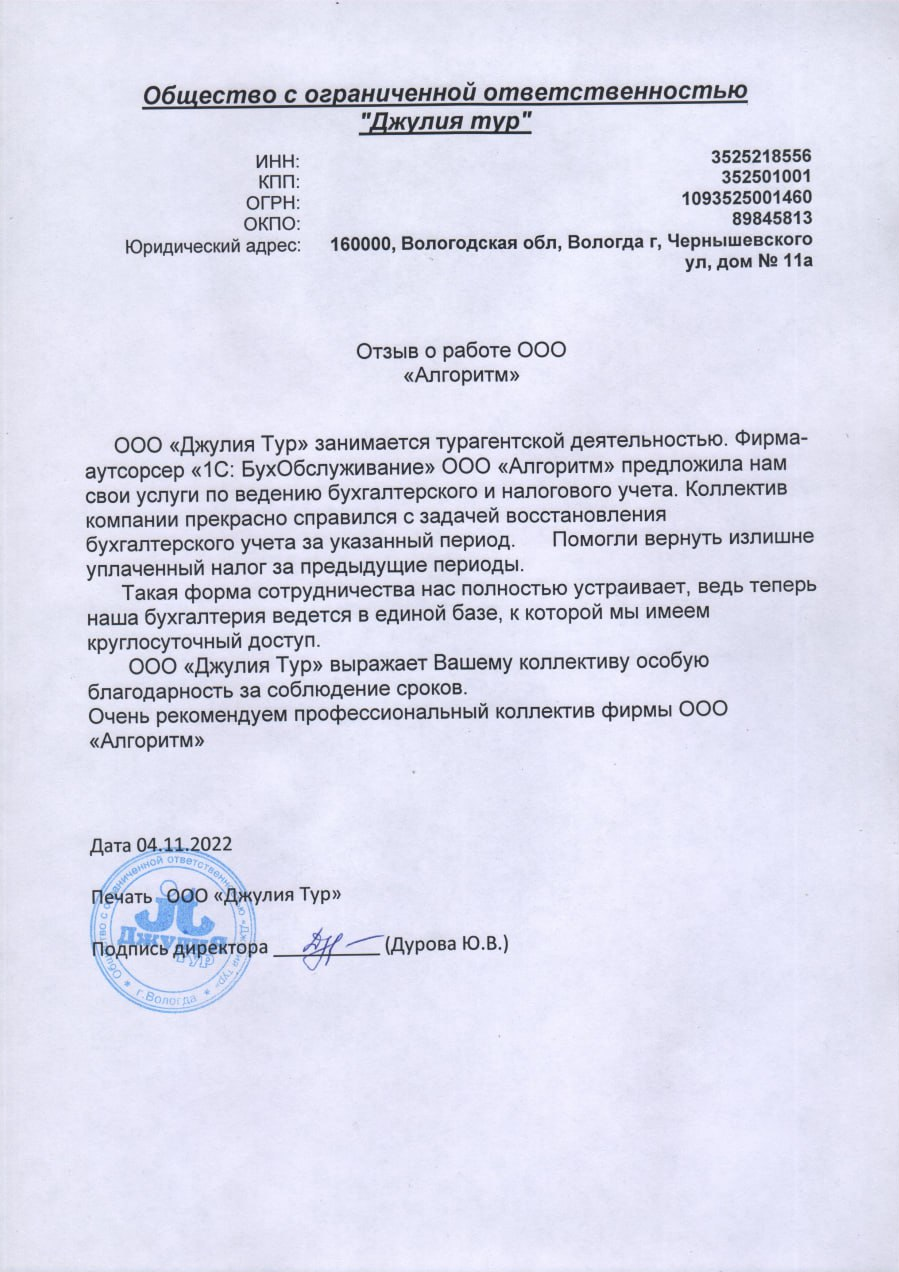 Общество с ограниченной ответственностью
"Джулия тур"
ИНН: 3525218556
КПП: 352501001
ОГРН: 1093525001460
ОКПО: 89845813
Юридический адрес: 160000, Вологодская обл, Вологда г, Чернышевского
ул, дом № 11а
Отзыв о работе ООО
«Алгоритм»
ООО «Джулия Тур» занимается турагентской деятельностью. Фирма-
аутсорсер «1С: БухОбслуживание» ООО «Алгоритм» предложила нам
свои услуги по ведению бухгалтерского и налогового учета. Коллектив
компании прекрасно справился с задачей восстановления
бухгалтерского учета за указанный период. Помогли вернуть излишне
уплаченный налог за предыдущие периоды.
Такая форма сотрудничества нас полностью устраивает, ведь теперь
наша бухгалтерия ведется в единой базе, к которой мы имеем
круглосуточный доступ.
ООО «Джулия Тур» выражает Вашему коллективу особую
благодарность за соблюдение сроков.
Очень рекомендуем профессиональный коллектив фирмы ООО
«Алгоритм»
Дата 04.11.2022
Печать ООО «Джулия Тур»
Подпись директора ____________ (Дурова Ю.В.)
Общество с ограниченной ответственностью «Джулия тур»
* г.Вологда *
Джулия
тур